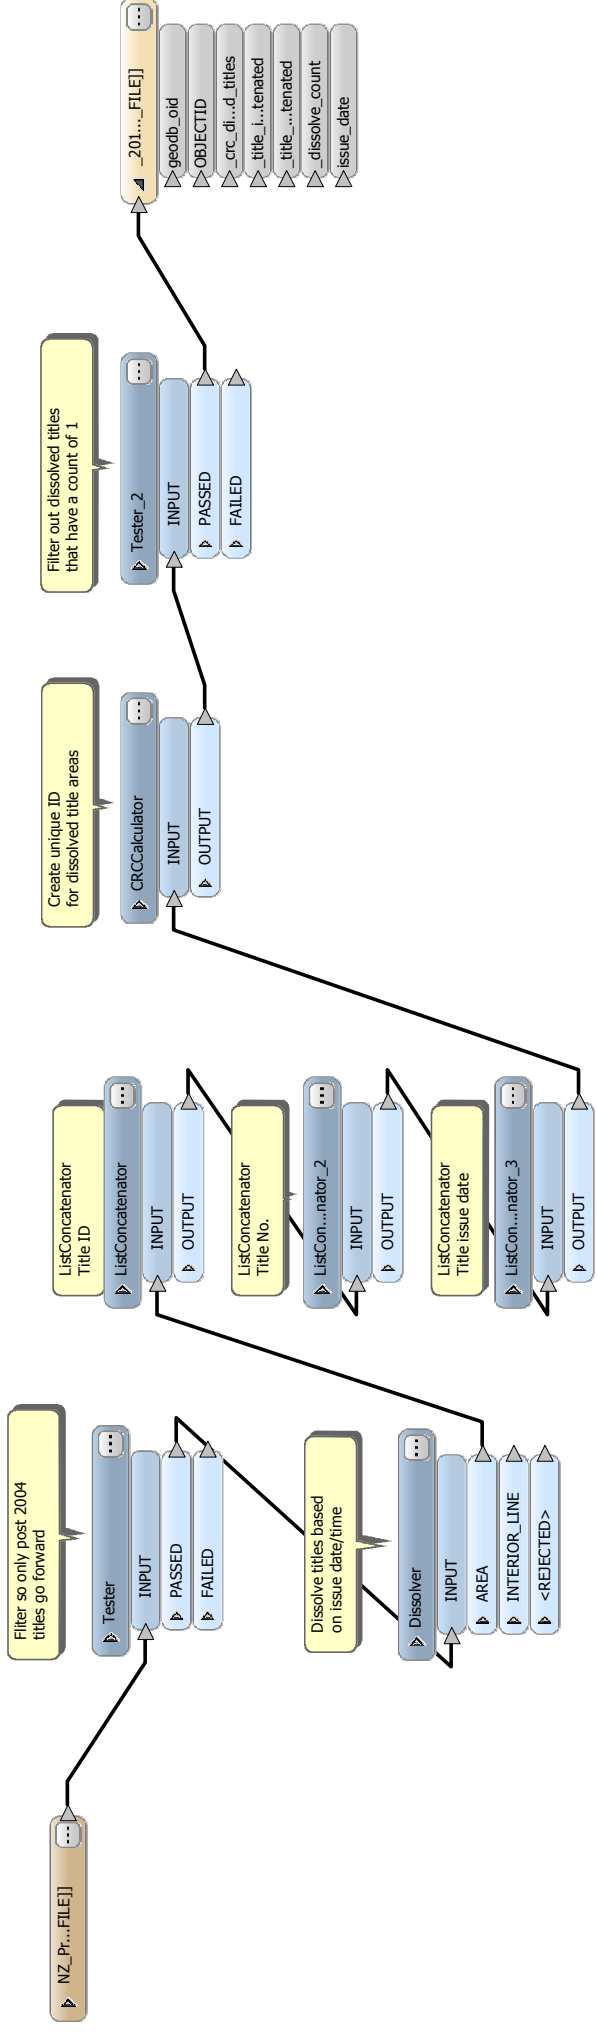 NZ_Pr...FILE]]
Fliter so only post 2004
titles go forward
Tester
INPUT
PASSED
FAILED
Dissolve titles based
on issue date/time
Dissolver
INPUT
AREA
INTERIOR_LINE
<REJECTED>
ListConcatenator
Title ID
ListConcatenator
INPUT
OUTPUT
ListConcatenator
Title No.
ListCon...nator_2
INPUT
OUTPUT
ListConcatenator
Title issue date
ListCon...nator_3
INPUT
OUTPUT
Create unique ID
for dissolved title areas
CRCCalculator
INPUT
OUTPUT
Filter out dissolved titles
that have a count of 1
Tester_2
INPUT
PASSED
FAILED
_201..._FILE]]
geodb_oid
OBJECTID
_crc_di...d_titles
_title_i...tenated
_title_...tenated
_dissolve_count
issue_date